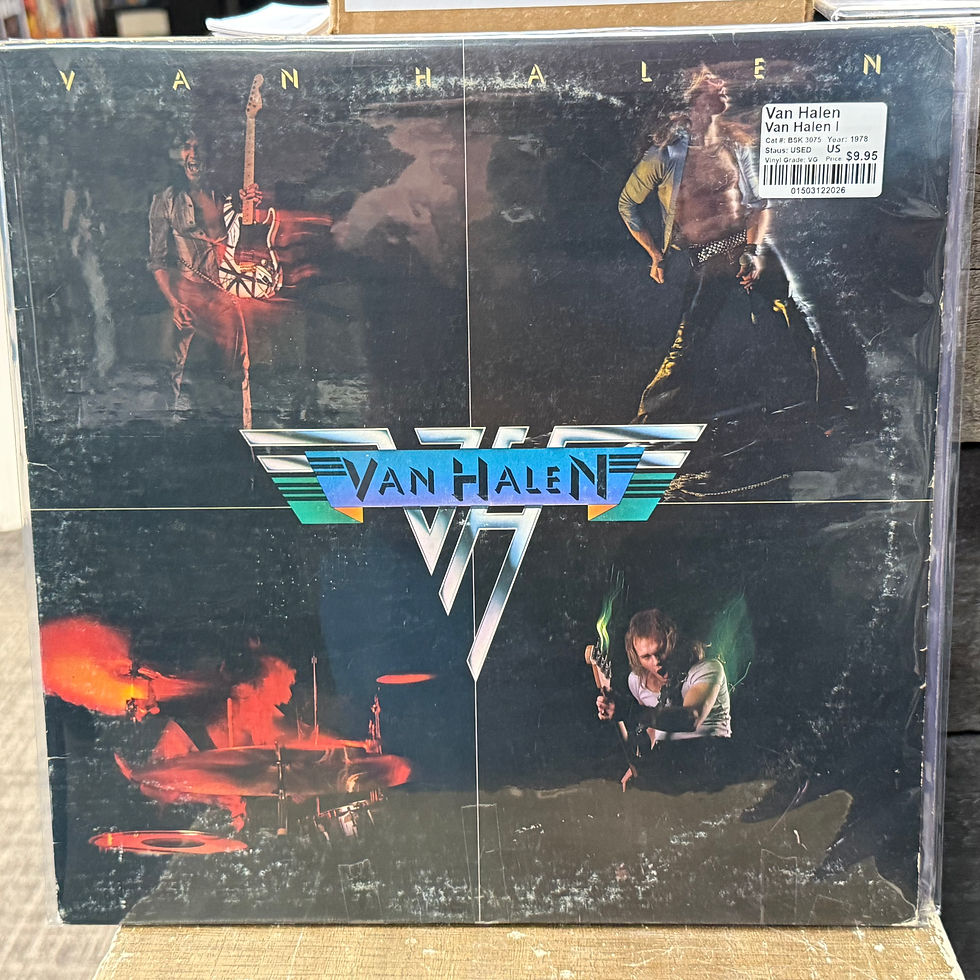 VAN HALEN
Van Halen
Van Halen I
Cat #: BSK 3075 Year: 1978
Staus: USED US
Vinyl Grade: VG Price $9.95
01503122026
VAN HALEN
VH